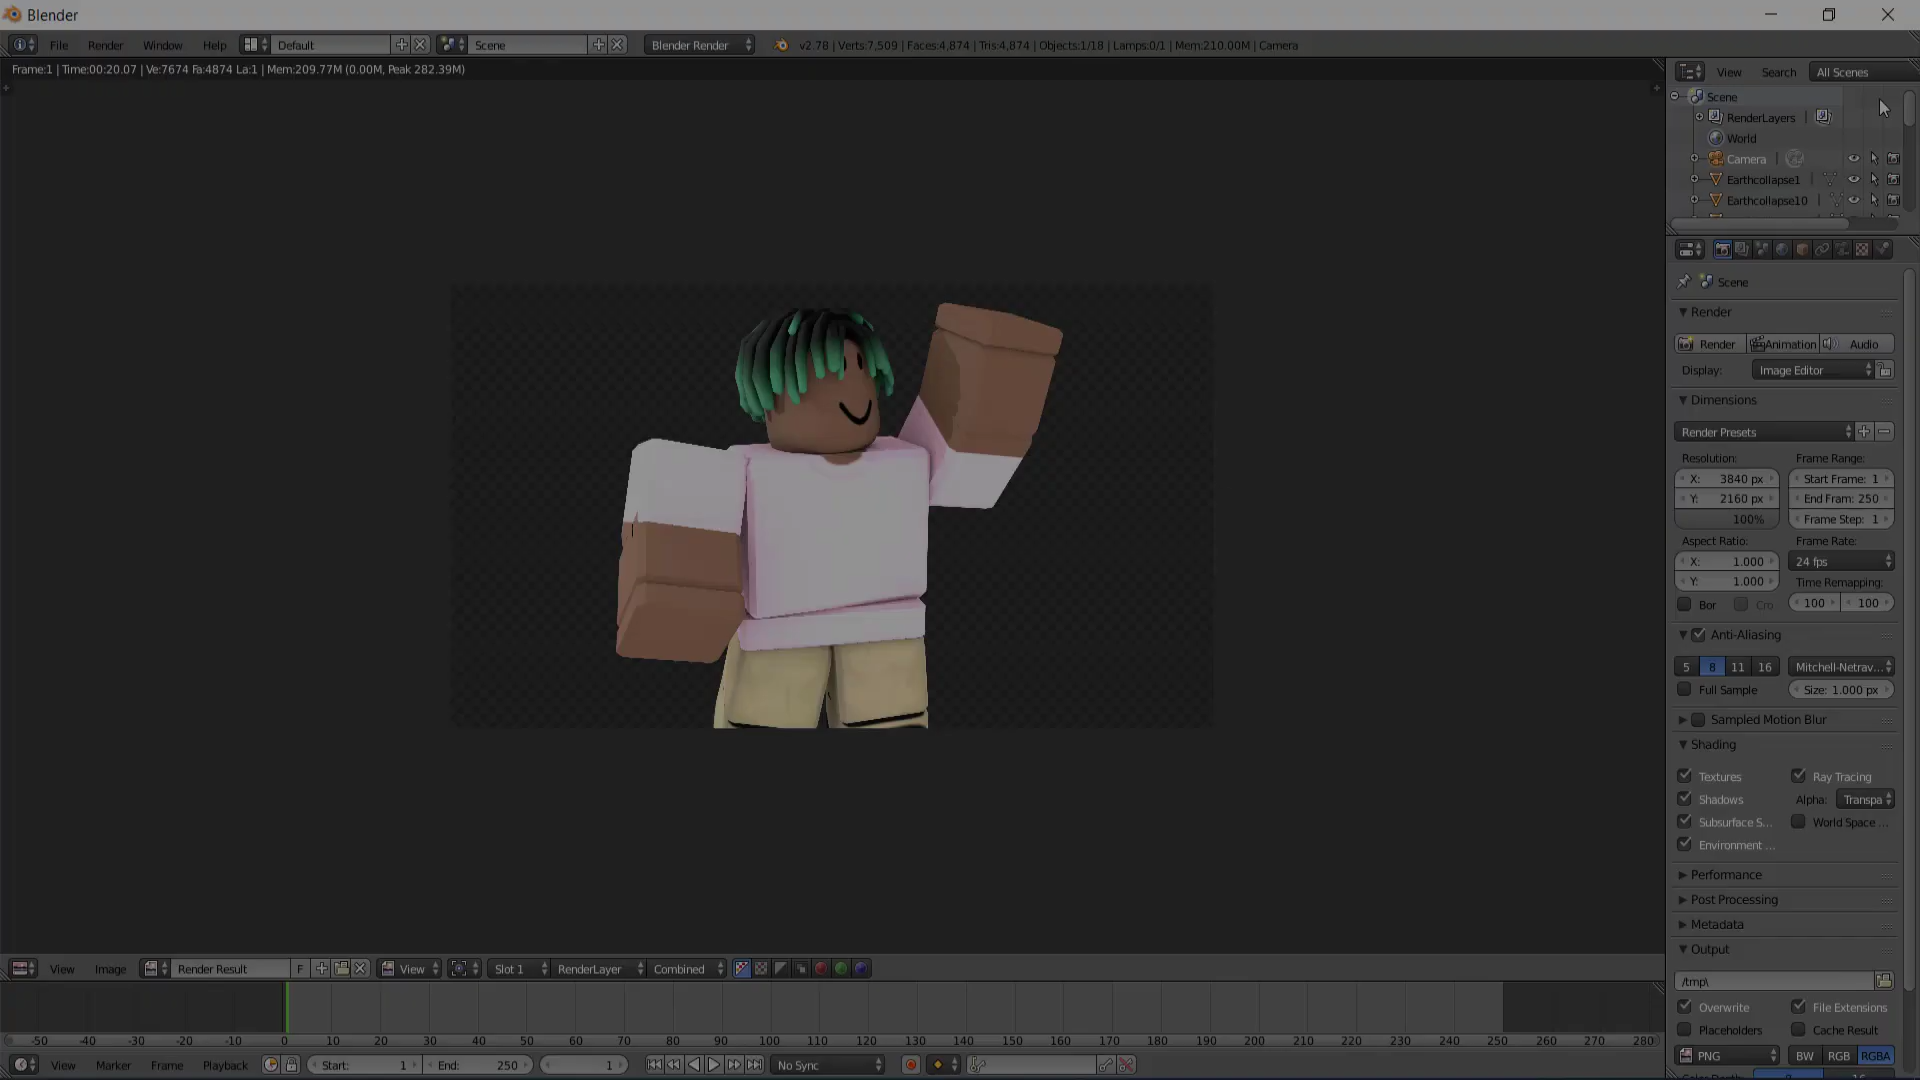 Blender
File Render Window Help Default Scene Blender Render v2.78 | Verts:7,509 | Faces:4,874 | Tris:4,874 | Objects:1/18 | Lamps:0/1 | Mem:210.00M | Camera
Frame:1 | Time:00:20.07 | Ve:7674 Fa:4874 La:1 | Mem:209.77M (0.00M, Peak 282.39M)
View Search All Scenes
Scene
RenderLayers
World
Camera
Earthcollapse1
Earthcollapse10
Scene
Render
Render Animation Audio
Display: Image Editor
Dimensions
Render Presets
Resolution: Frame Range:
X: 3840 px Start Frame: 1
Y: 2160 px End Fram: 250
100% Frame Step: 1
Aspect Ratio: Frame Rate:
X: 1.000 24 fps
Y: 1.000 Time Remapping:
Bor Cro 100 100
Anti-Aliasing
5 8 11 16 Mitchell-Netrav...
Full Sample Size: 1.000 px
Sampled Motion Blur
Shading
Textures Ray Tracing
Shadows Alpha: Transpa
Subsurface S... World Space ...
Environment ...
Performance
Post Processing
Metadata
Output
/tmp\
Overwrite File Extensions
Placeholders Cache Result
PNG BW RGB RGBA
View Image Render Result F View Slot 1 RenderLayer Combined
-50 -40 -30 -20 -10 0 10 20 30 40 50 60 70 80 90 100 110 120 130 140 150 160 170 180 190 200 210 220 230 240 250 260 270 280
View Marker Frame Playback Start: 1 End: 250 1 No Sync